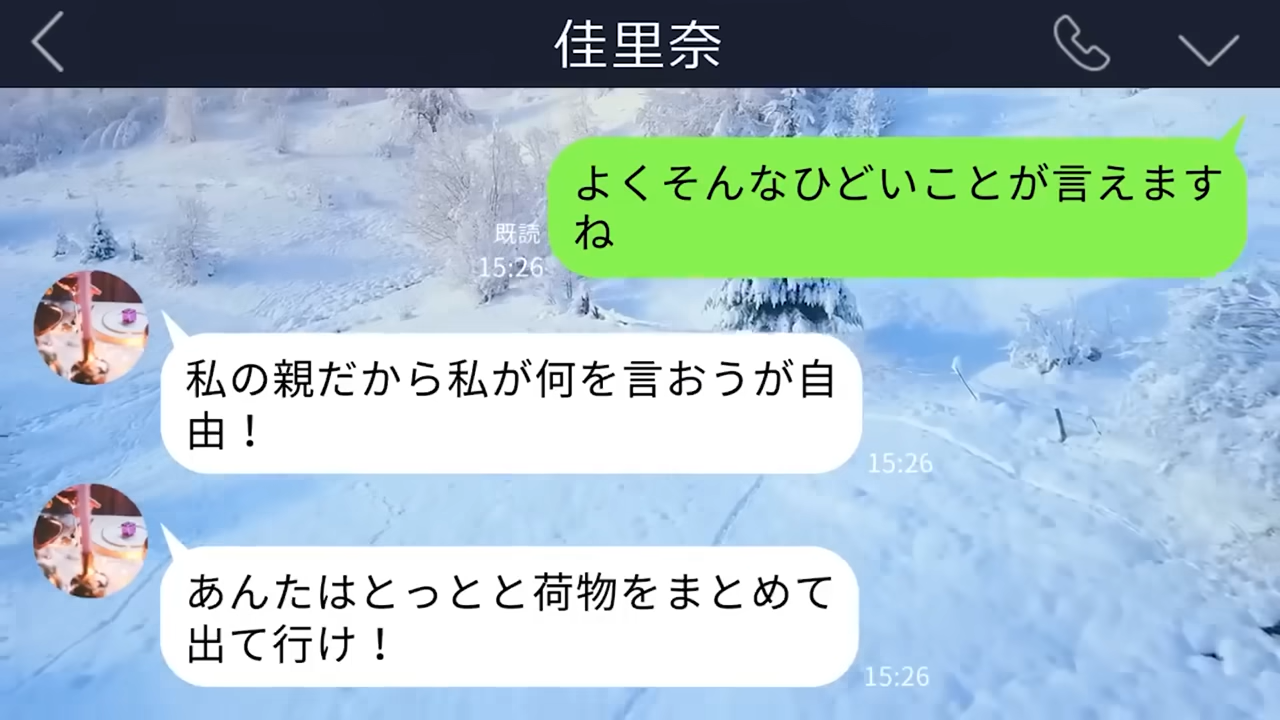 佳里奈
よくそんなひどいことが言えます
ね
既読
15:26
私の親だから私が何を言おうが自
由！
15:26
あんたはとっとと荷物をまとめて
出て行け！
15:26